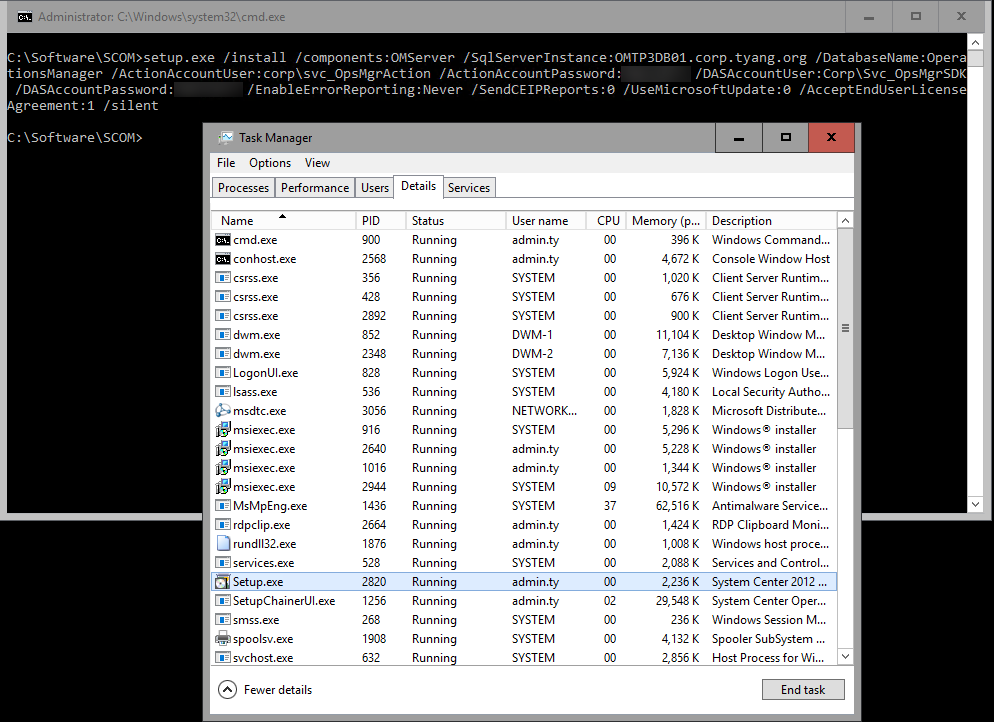 Administrator: C:\Windows\system32\cmd.exe
C:\Software\SCOM>setup.exe /install /components:OMServer /SqlServerInstance:OMTP3DB01.corp.tyang.org /DatabaseName:Opera
tionsManager /ActionAccountUser:corp\svc_OpsMgrAction /ActionAccountPassword: /DASAccountUser:Corp\Svc_OpsMgrSDK
/DASAccountPassword: /EnableErrorReporting:Never /SendCEIPReports:0 /UseMicrosoftUpdate:0 /AcceptEndUserLicense
Agreement:1 /silent
C:\Software\SCOM>
Task Manager
File Options View
Processes Performance Users Details Services
Name PID Status User name CPU Memory (p... Description
cmd.exe 900 Running admin.ty 00 396 K Windows Command...
conhost.exe 2568 Running admin.ty 00 4,672 K Console Window Host
csrss.exe 356 Running SYSTEM 00 1,020 K Client Server Runtim...
csrss.exe 428 Running SYSTEM 00 676 K Client Server Runtim...
csrss.exe 2892 Running SYSTEM 00 900 K Client Server Runtim...
dwm.exe 852 Running DWM-1 00 11,104 K Desktop Window M...
dwm.exe 2348 Running DWM-2 00 7,136 K Desktop Window M...
LogonUI.exe 828 Running SYSTEM 00 5,924 K Windows Logon Use...
lsass.exe 536 Running SYSTEM 00 4,180 K Local Security Autho...
msdtc.exe 3056 Running NETWORK... 00 1,828 K Microsoft Distribute...
msiexec.exe 916 Running SYSTEM 00 5,296 K Windows® installer
msiexec.exe 2640 Running admin.ty 00 5,228 K Windows® installer
msiexec.exe 1016 Running admin.ty 00 1,344 K Windows® installer
msiexec.exe 2944 Running SYSTEM 09 10,572 K Windows® installer
MsMpEng.exe 1436 Running SYSTEM 37 62,516 K Antimalware Service...
rdpclip.exe 2664 Running admin.ty 00 1,424 K RDP Clipboard Moni...
rundll32.exe 1876 Running admin.ty 00 1,008 K Windows host proce...
services.exe 528 Running SYSTEM 00 2,088 K Services and Control...
Setup.exe 2820 Running admin.ty 00 2,236 K System Center 2012 ...
SetupChainerUI.exe 1256 Running admin.ty 02 29,548 K System Center Oper...
smss.exe 268 Running SYSTEM 00 236 K Windows Session M...
spoolsv.exe 1908 Running SYSTEM 00 4,132 K Spooler SubSystem ...
svchost.exe 632 Running SYSTEM 00 2,856 K Host Process for Wi...
Fewer details End task